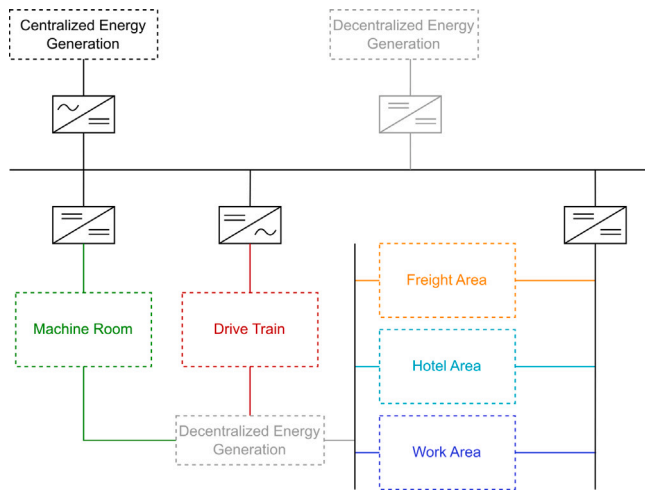 Centralized Energy
Generation
Decentralized Energy
Generation
Machine Room
Drive Train
Freight Area
Hotel Area
Work Area
Decentralized Energy
Generation